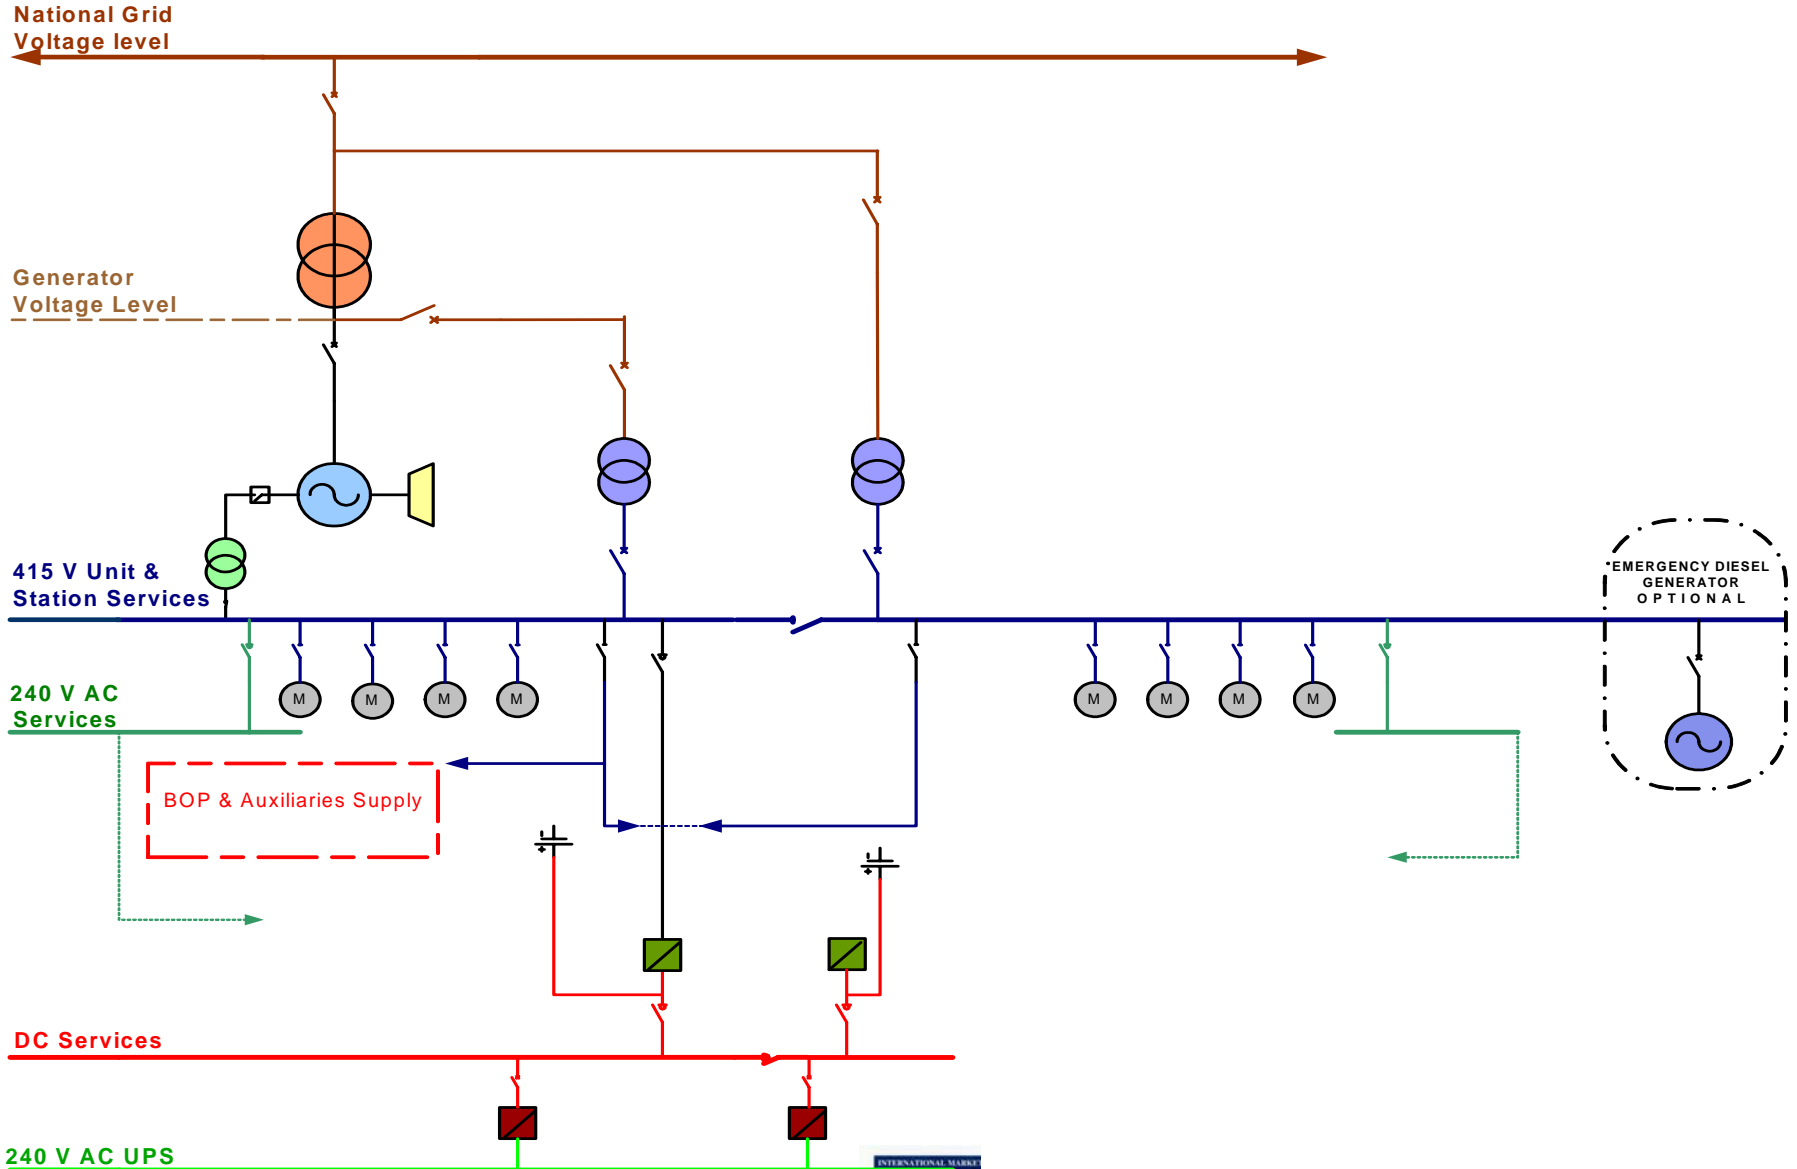 National Grid
Voltage level
Generator
Voltage Level
415 V Unit &
Station Services
EMERGENCY DIESEL
GENERATOR
OPTIONAL
240 V AC
Services
M
M
M
M
M
M
M
M
BOP & Auxiliaries Supply
DC Services
240 V AC UPS
INTERNATIONAL